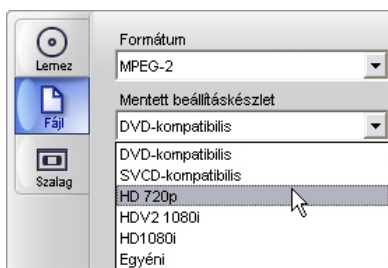 Formátum
Lemez
MPEG-2
Mentett beállításkészlet
Fájl
DVD-kompatibilis
DVD-kompatibilis
SVCD-kompatibilis
Szalag
HD 720p
HDV2 1080i
HD1080i
Egyéni